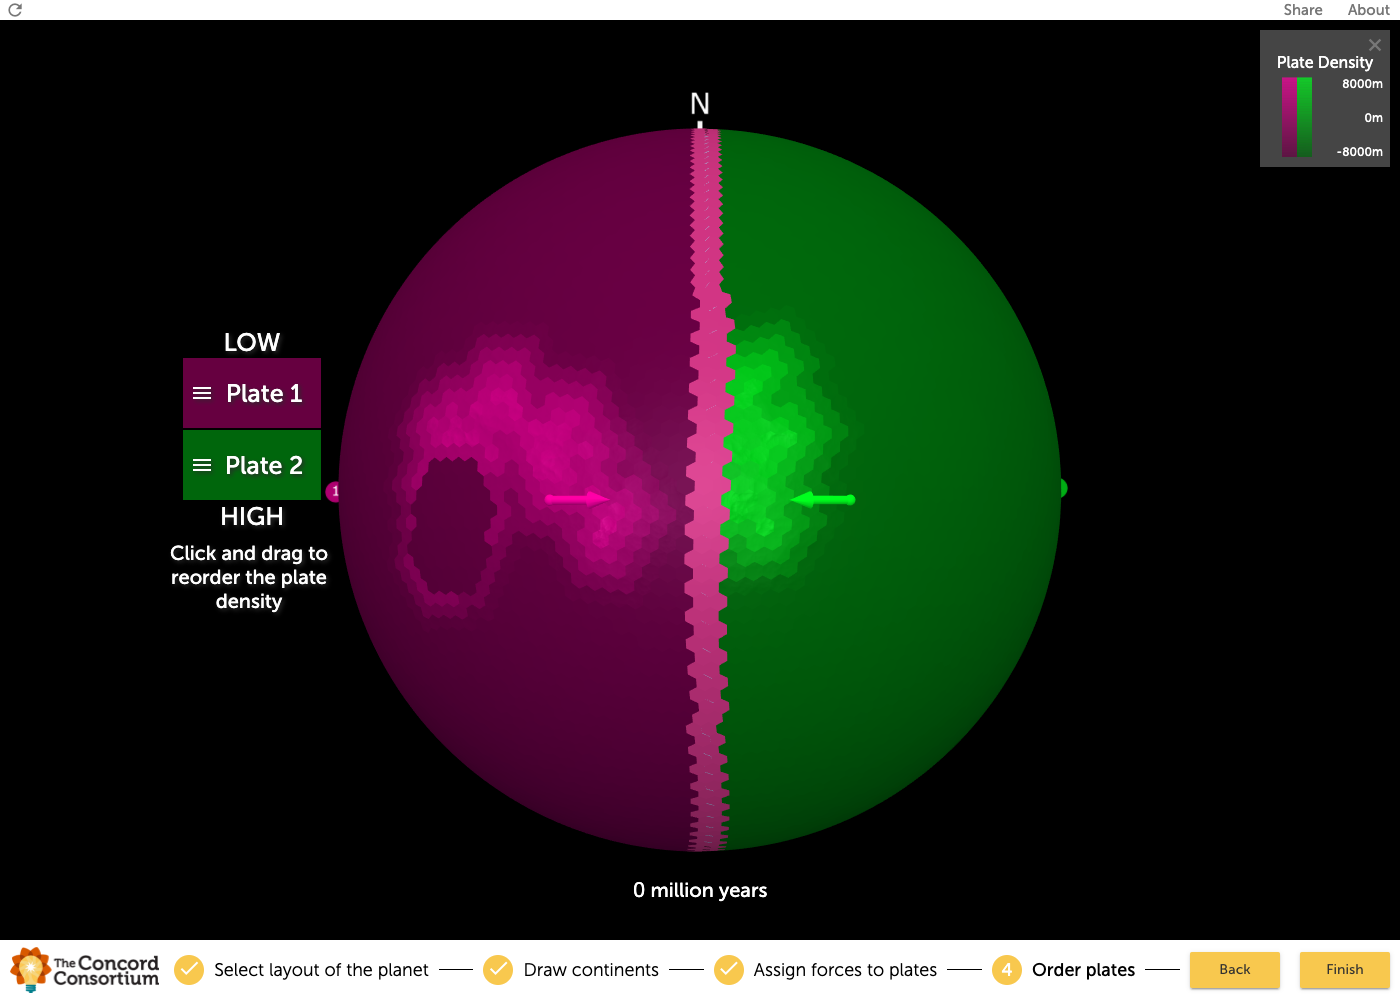 Share
About
Plate Density
8000m
0m
-8000m
N
LOW
Plate 1
Plate 2
HIGH
1
Click and drag to
reorder the plate
density
0 million years
The Concord
Consortium
Select layout of the planet
Draw continents
Assign forces to plates
4
Order plates
Back
Finish